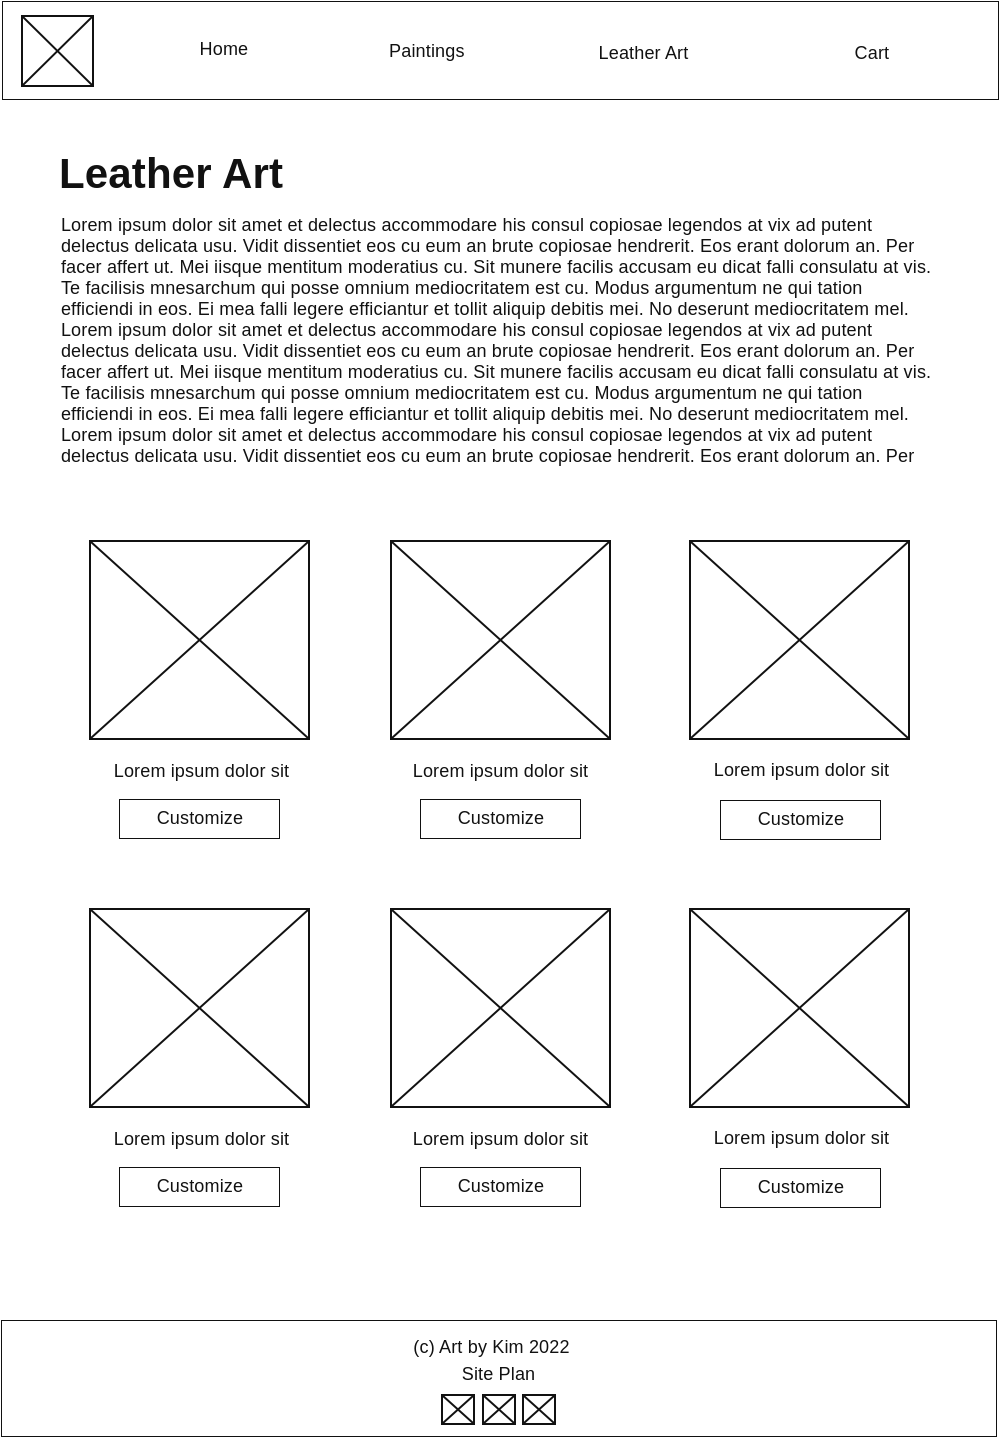 Home Paintings Leather Art Cart
Leather Art
Lorem ipsum dolor sit amet et delectus accommodare his consul copiosae legendos at vix ad putent
delectus delicata usu. Vidit dissentiet eos cu eum an brute copiosae hendrerit. Eos erant dolorum an. Per
facer affert ut. Mei iisque mentitum moderatius cu. Sit munere facilis accusam eu dicat falli consulatu at vis.
Te facilisis mnesarchum qui posse omnium mediocritatem est cu. Modus argumentum ne qui tation
efficiendi in eos. Ei mea falli legere efficiantur et tollit aliquip debitis mei. No deserunt mediocritatem mel.
Lorem ipsum dolor sit amet et delectus accommodare his consul copiosae legendos at vix ad putent
delectus delicata usu. Vidit dissentiet eos cu eum an brute copiosae hendrerit. Eos erant dolorum an. Per
facer affert ut. Mei iisque mentitum moderatius cu. Sit munere facilis accusam eu dicat falli consulatu at vis.
Te facilisis mnesarchum qui posse omnium mediocritatem est cu. Modus argumentum ne qui tation
efficiendi in eos. Ei mea falli legere efficiantur et tollit aliquip debitis mei. No deserunt mediocritatem mel.
Lorem ipsum dolor sit amet et delectus accommodare his consul copiosae legendos at vix ad putent
delectus delicata usu. Vidit dissentiet eos cu eum an brute copiosae hendrerit. Eos erant dolorum an. Per
Lorem ipsum dolor sit Lorem ipsum dolor sit Lorem ipsum dolor sit
Customize Customize Customize
Lorem ipsum dolor sit Lorem ipsum dolor sit Lorem ipsum dolor sit
Customize Customize Customize
(c) Art by Kim 2022
Site Plan